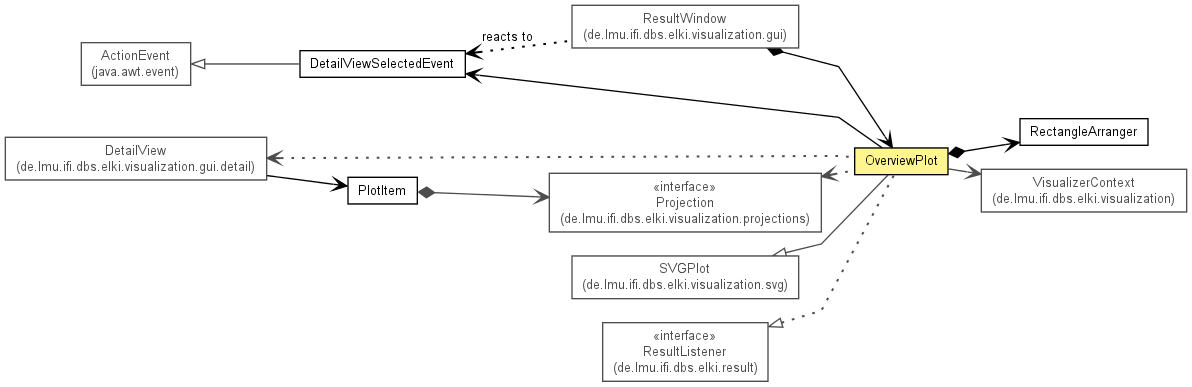 ResultWindow
(de.lmu.ifi.dbs.elki.visualization.gui)
reacts to
ActionEvent
(java.awt.event)
DetailViewSelectedEvent
RectangleArranger
DetailView
(de.lmu.ifi.dbs.elki.visualization.gui.detail)
OverviewPlot
PlotItem
«interface»
Projection
(de.lmu.ifi.dbs.elki.visualization.projections)
VisualizerContext
(de.lmu.ifi.dbs.elki.visualization)
SVGPlot
(de.lmu.ifi.dbs.elki.visualization.svg)
«interface»
ResultListener
(de.lmu.ifi.dbs.elki.result)